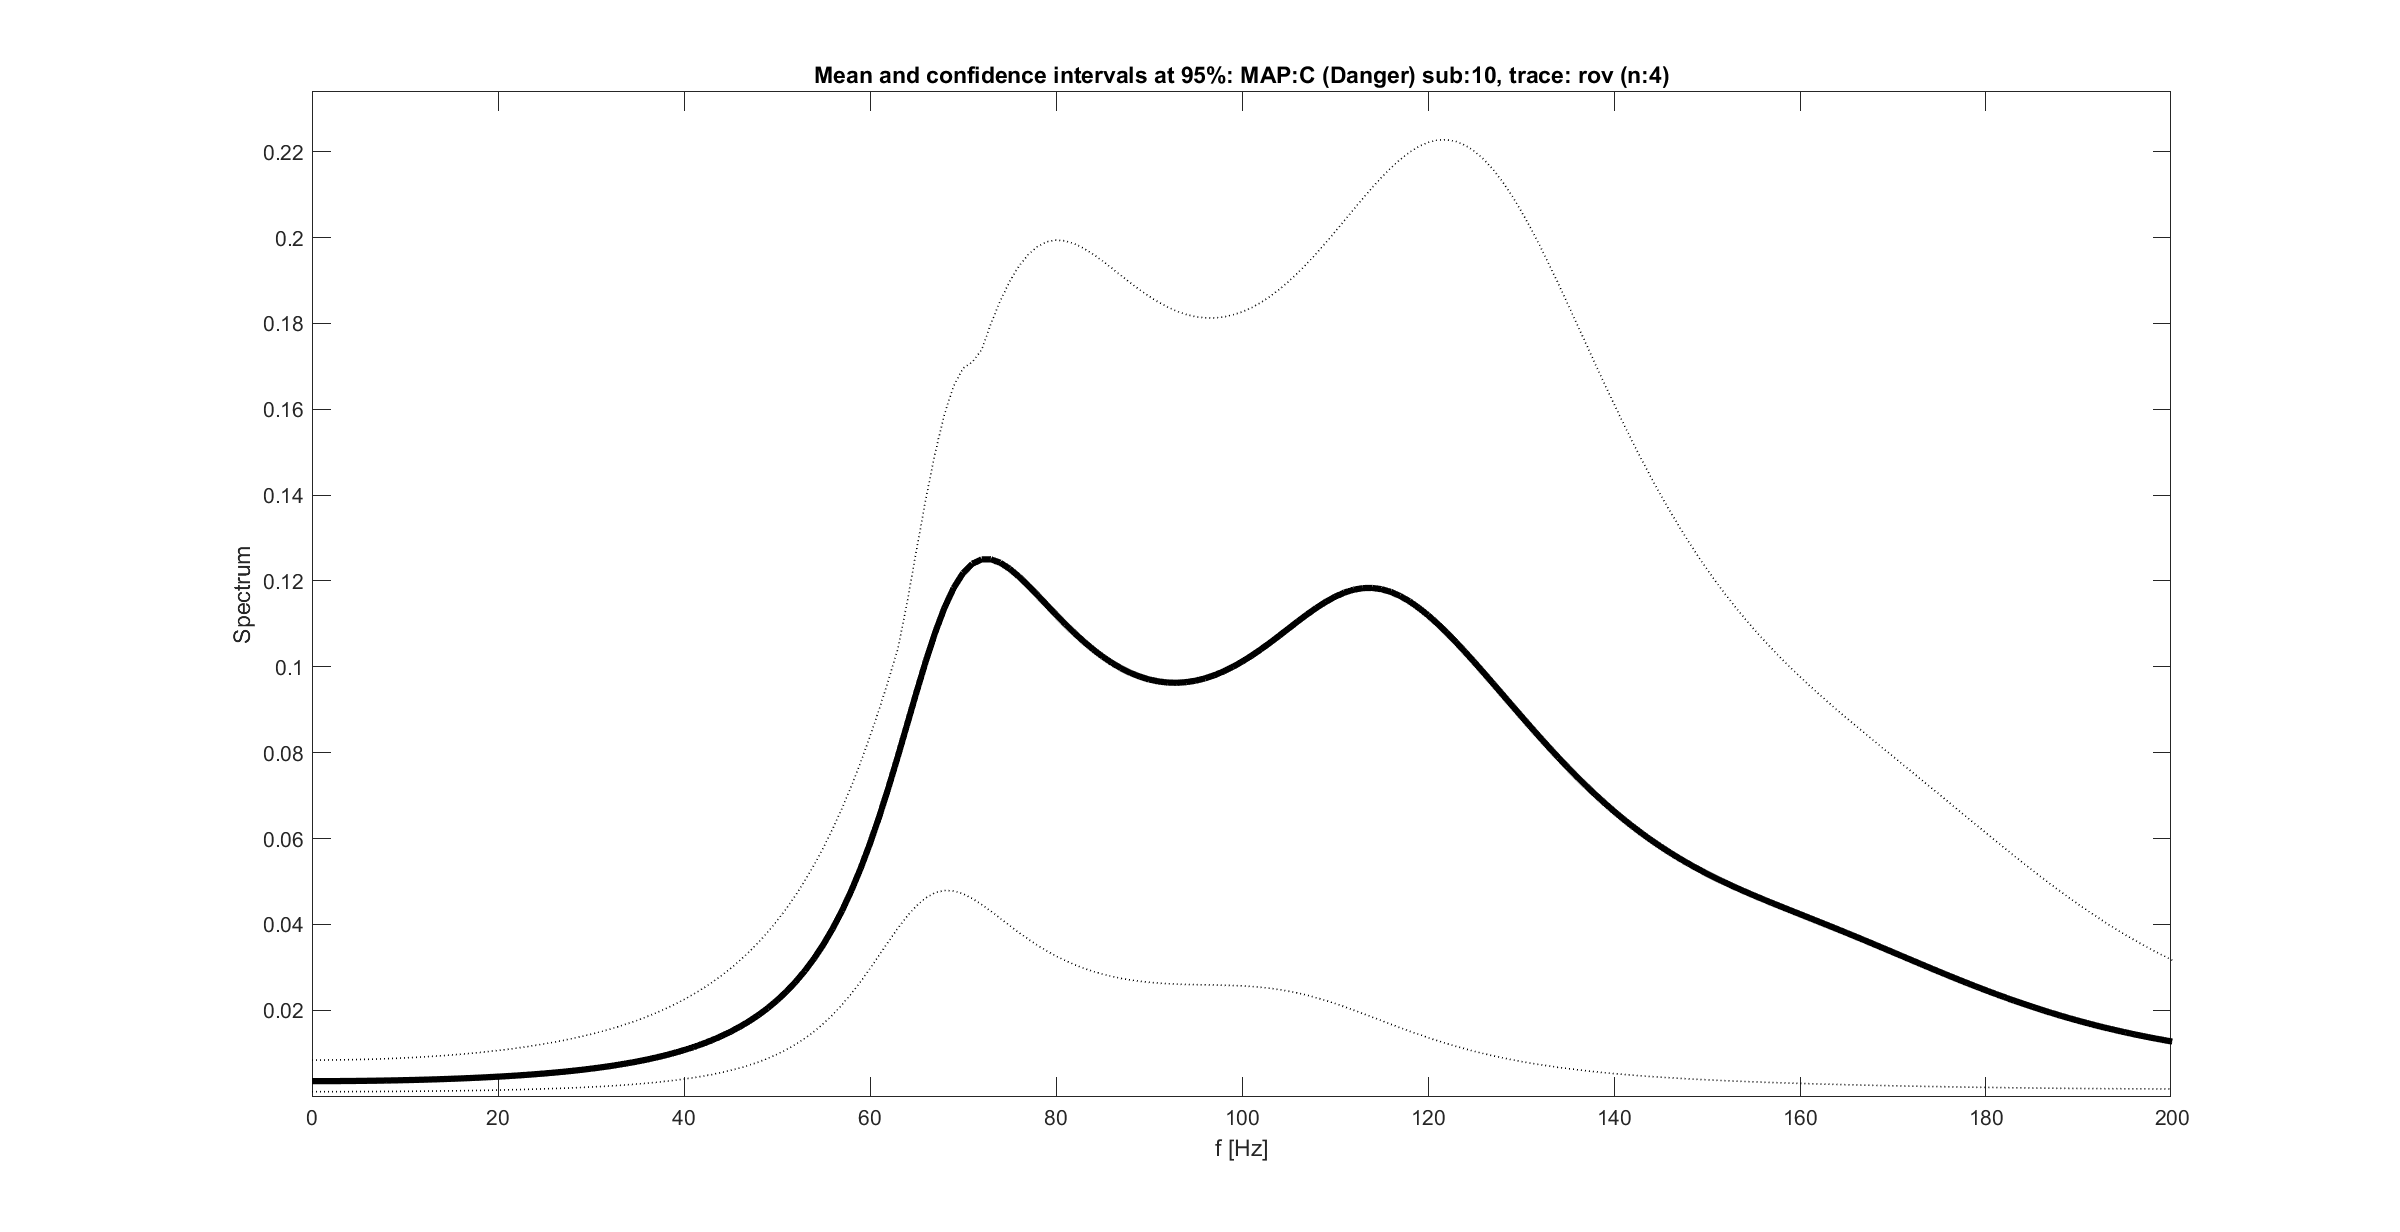 Mean and confidence intervals at 95%: MAP:C (Danger) sub:10, trace: rov (n:4)
0.22
0.2
0.18
0.16
0.14
0.12
0.1
0.08
0.06
0.04
0.02
Spectrum
0 20 40 60 80 100 120 140 160 180 200
f [Hz]